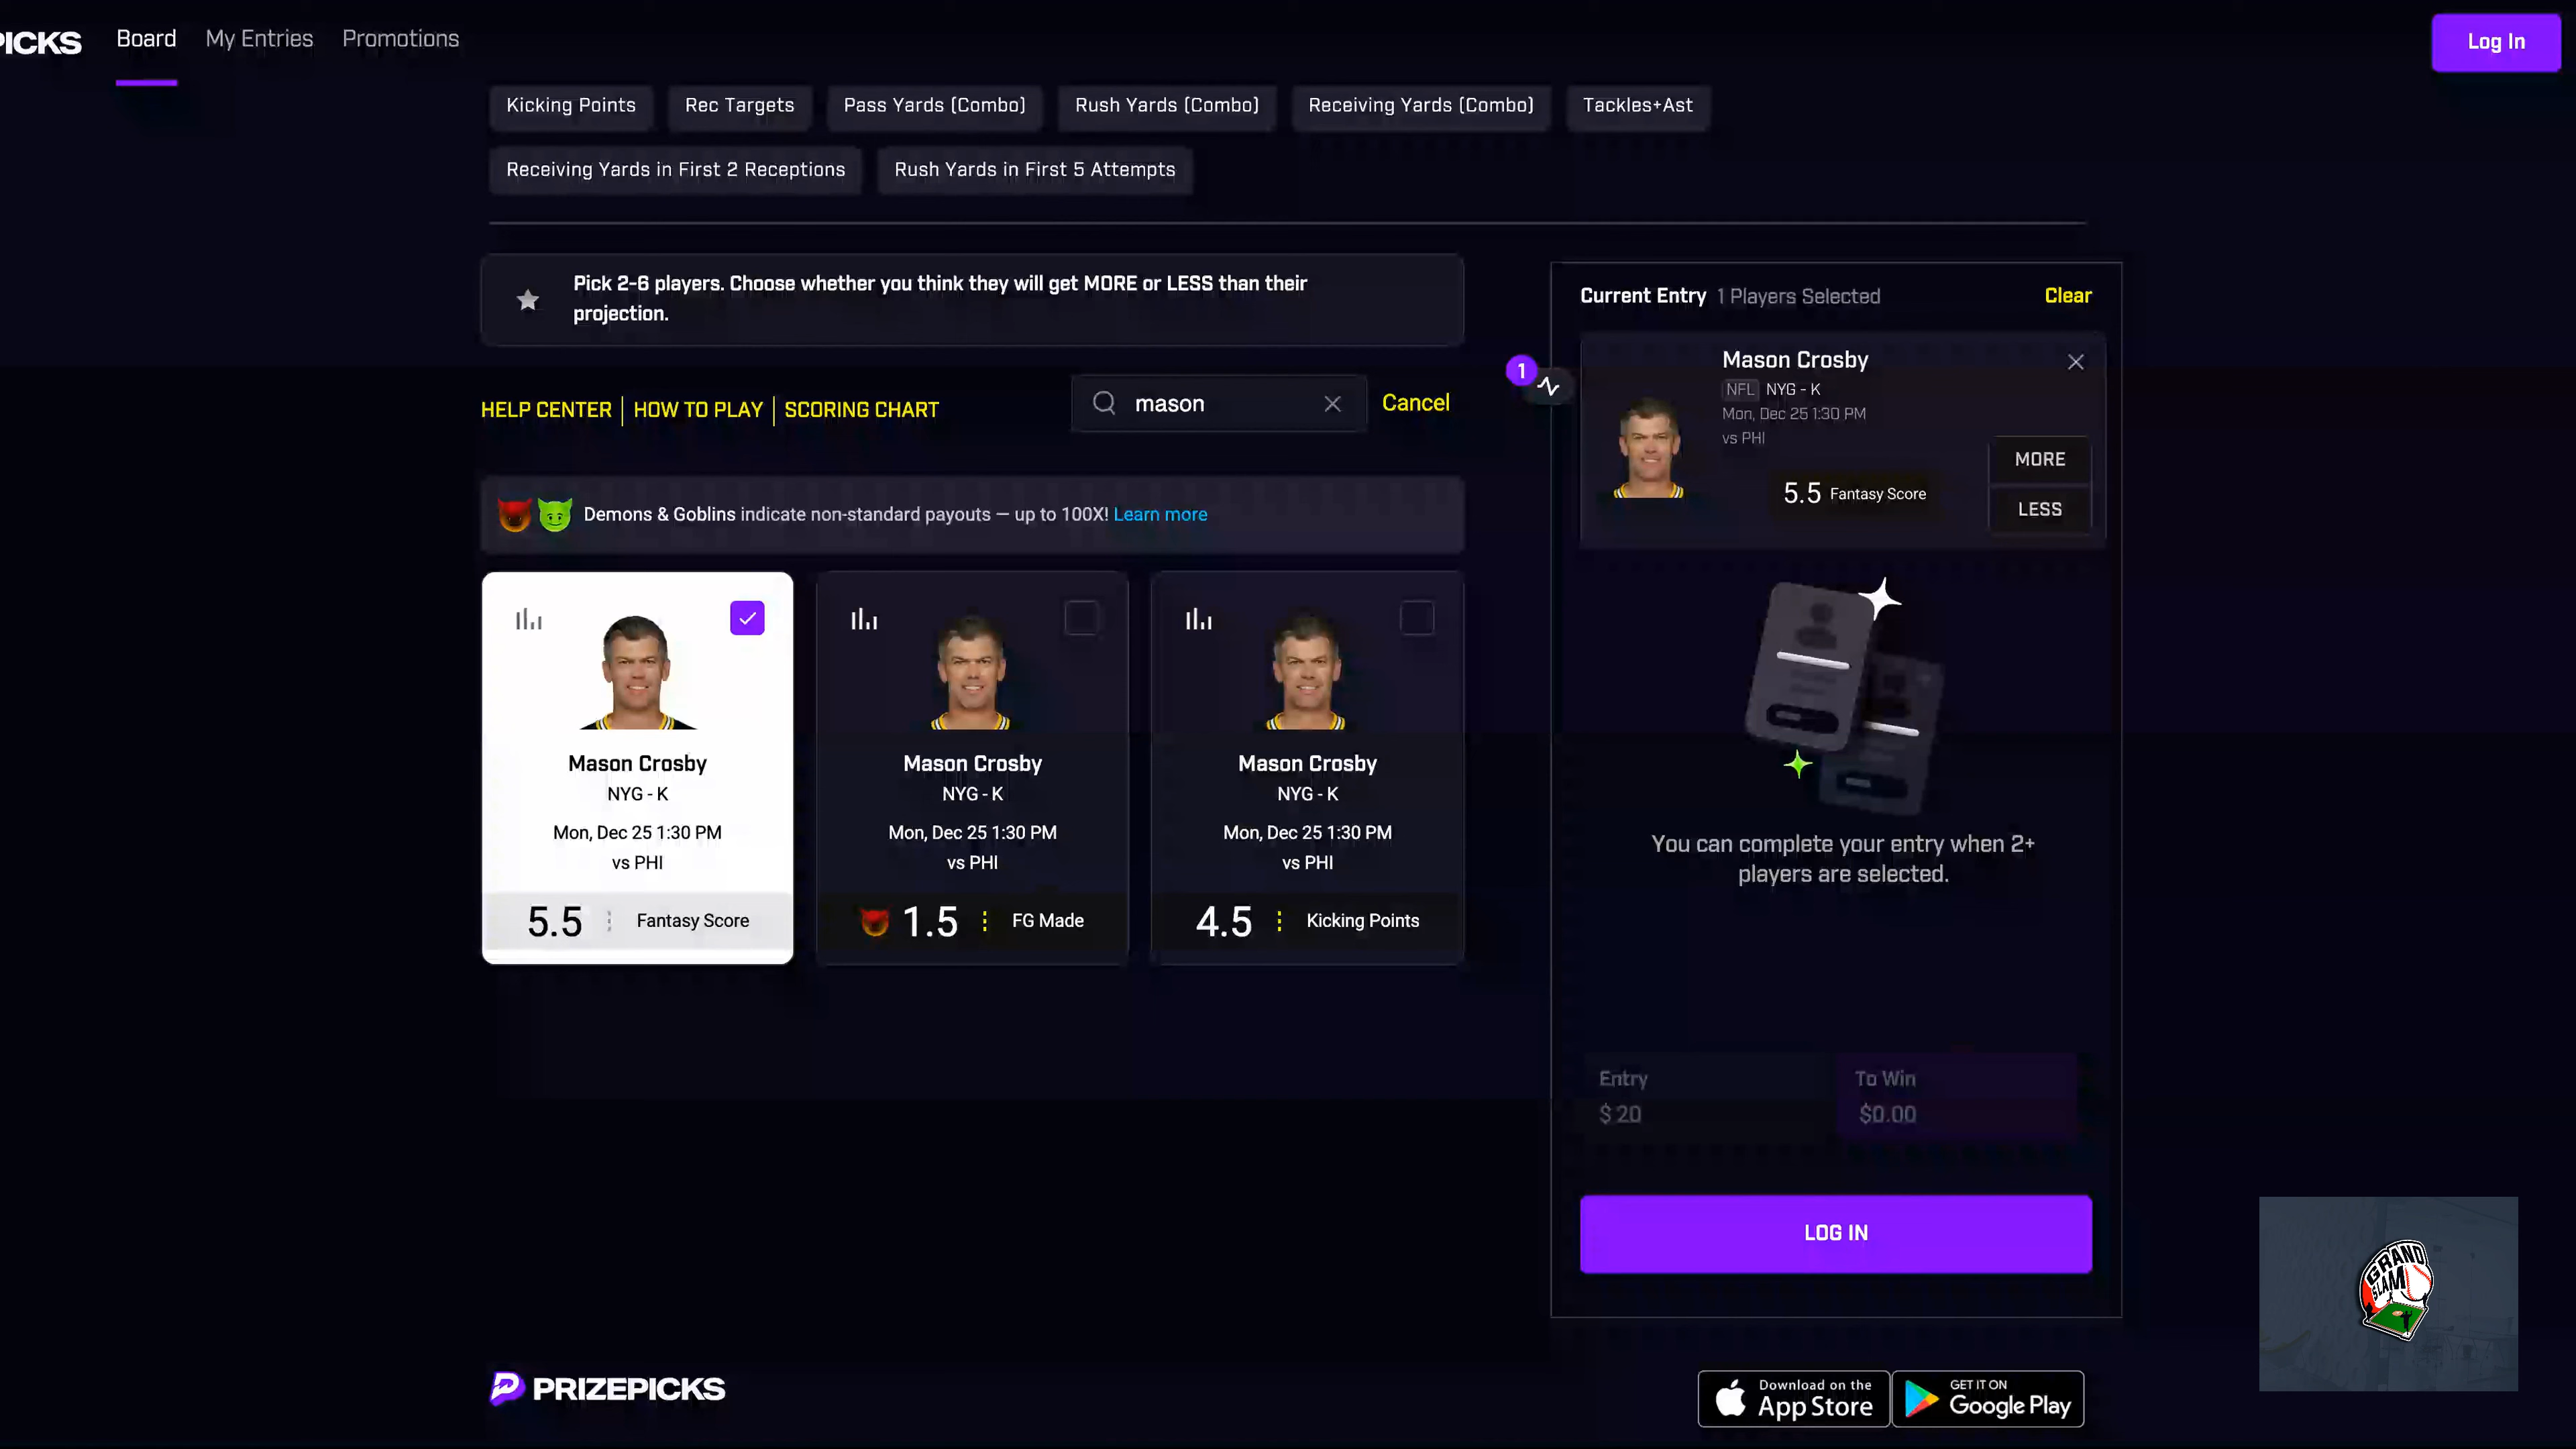 PICKS
Board
My Entries
Promotions
Log In
Kicking Points
Rec Targets
Pass Yards (Combo)
Rush Yards (Combo)
Receiving Yards (Combo)
Tackles+Ast
Receiving Yards in First 2 Receptions
Rush Yards in First 5 Attempts
Pick 2-6 players. Choose whether you think they will get MORE or LESS than their
projection.
HELP CENTER
HOW TO PLAY
SCORING CHART
mason
Cancel
Demons & Goblins indicate non-standard payouts — up to 100X! Learn more
Mason Crosby
NYG - K
Mon, Dec 25 1:30 PM
vs PHI
5.5
Fantasy Score
Mason Crosby
NYG - K
Mon, Dec 25 1:30 PM
vs PHI
1.5
FG Made
Mason Crosby
NYG - K
Mon, Dec 25 1:30 PM
vs PHI
4.5
Kicking Points
1
Current Entry 1 Players Selected
Clear
Mason Crosby
NFL NYG - K
Mon, Dec 25 1:30 PM
vs PHI
5.5 Fantasy Score
MORE
LESS
You can complete your entry when 2+
players are selected.
Entry
$ 20
To Win
$0.00
LOG IN
GRAND
SLAM
PRIZEPICKS
Download on the
App Store
GET IT ON
Google Play